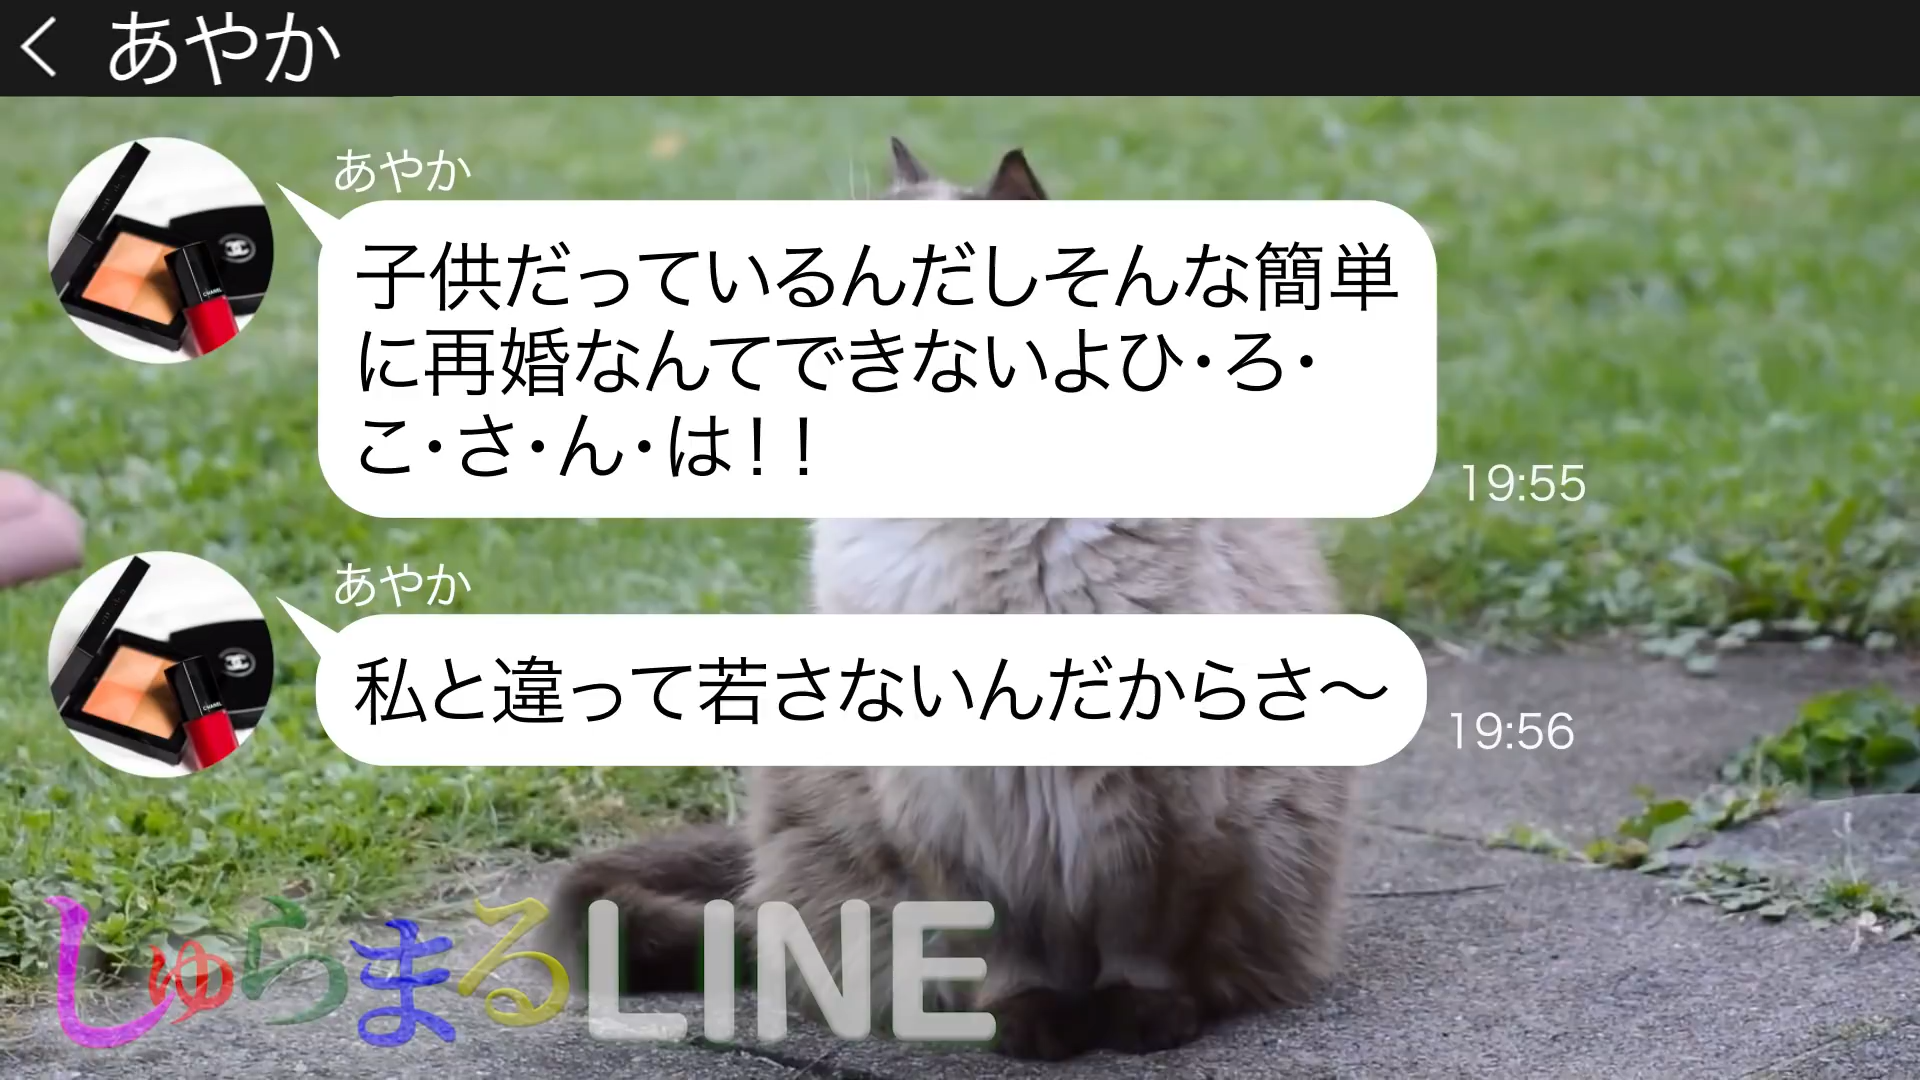 あやか
あやか
子供だっているんだしそんな簡単
に再婚なんてできないよひ・ろ・
こ・さ・ん・は！！
19:55
あやか
私と違って若さないんだからさ～
19:56
しゅらまるLINE